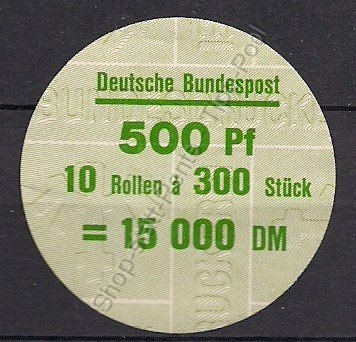 Deutsche Bundespost
500 Pf
10 Rollen à 300 Stück
= 15 000 DM